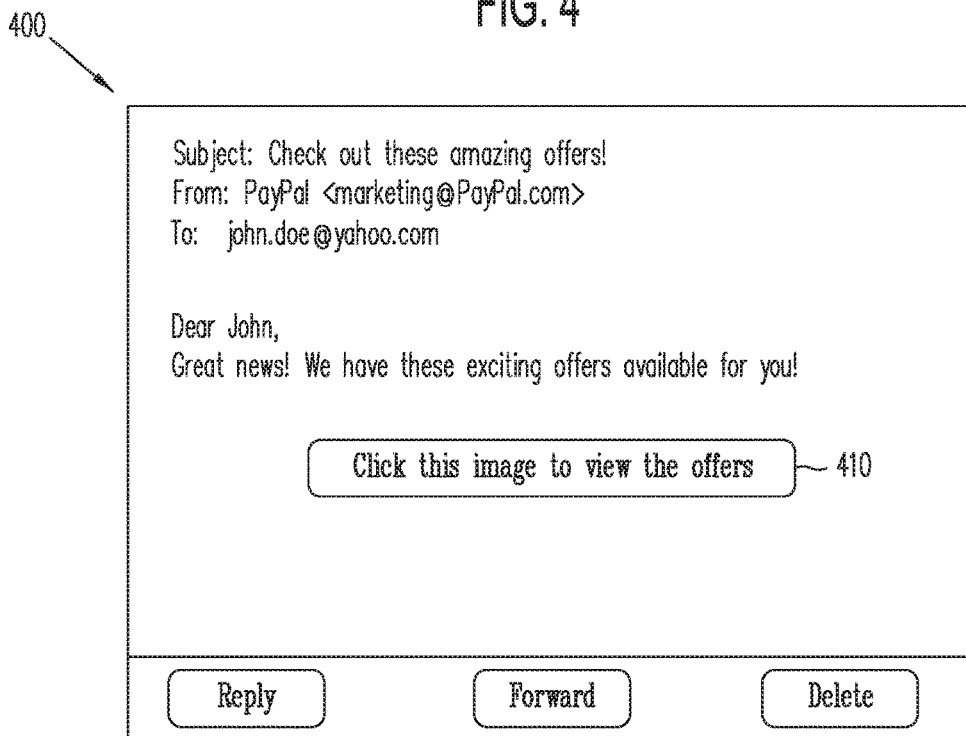 FIG. 4
400
Subject: Check out these amazing offers!
From: PayPal <marketing@PayPal.com>
To: john.doe@yahoo.com
Dear John,
Great news! We have these exciting offers available for you!
Click this image to view the offers
410
Reply
Forward
Delete